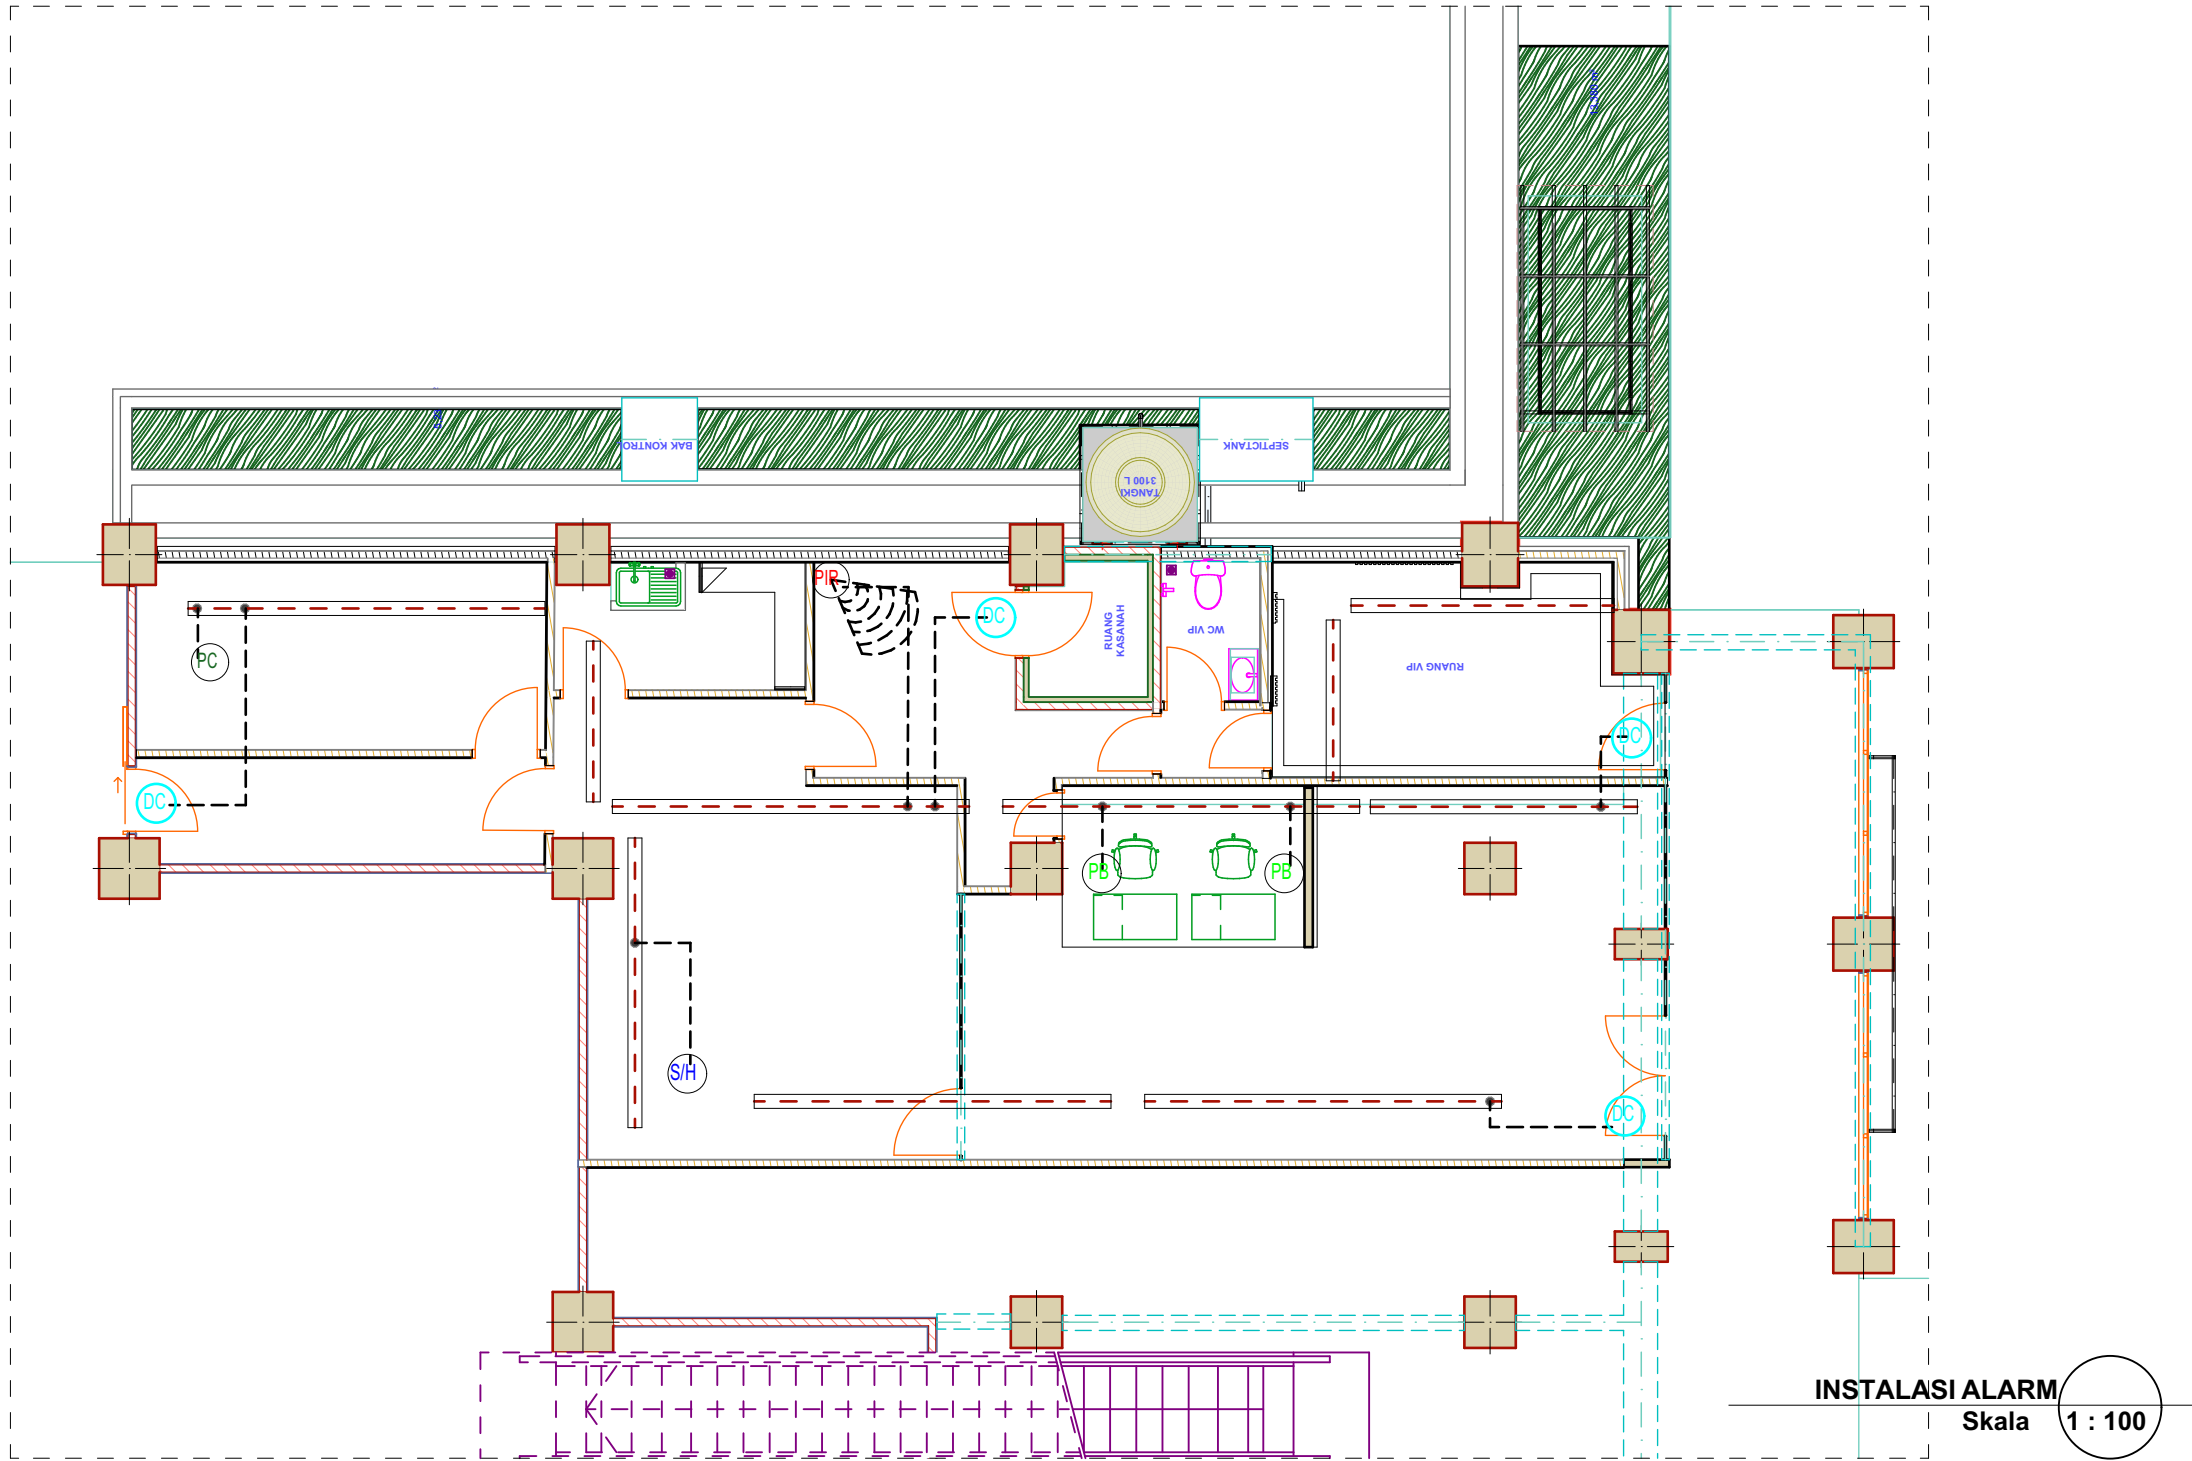 BAK KONTROL
SEPTICTANK
TANGKI
3100 L
PIP
DC
RUANG
KASANAH
WC VIP
RUANG VIP
PC
DC
DC
PB
PB
S/H
DC
INSTALASI ALARM
Skala
1 : 100